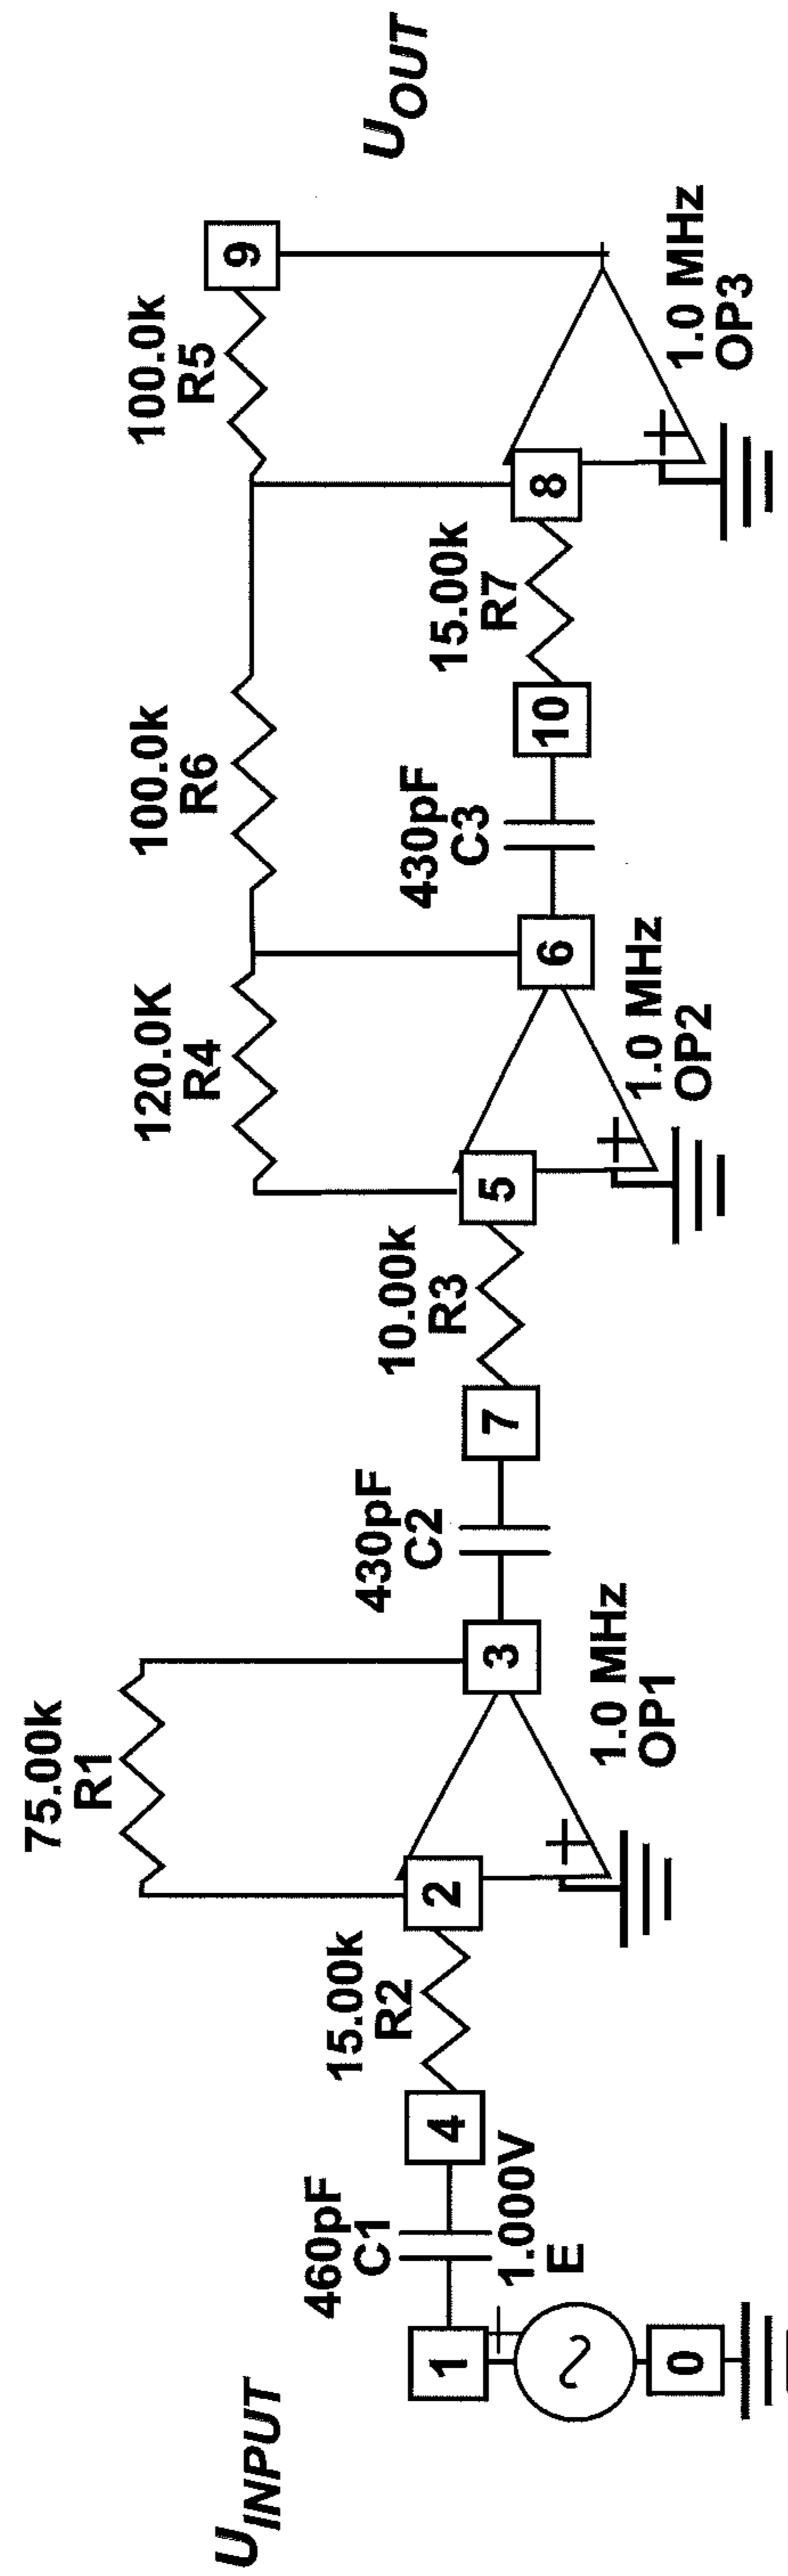 U_INPUT
U_OUT
1
0
460pF
C1
1.000V
E
4
15.00k
R2
2
75.00k
R1
3
1.0 MHz
OP1
430pF
C2
7
10.00k
R3
5
120.0K
R4
6
1.0 MHz
OP2
100.0k
R6
430pF
C3
10
15.00k
R7
8
100.0k
R5
9
1.0 MHz
OP3